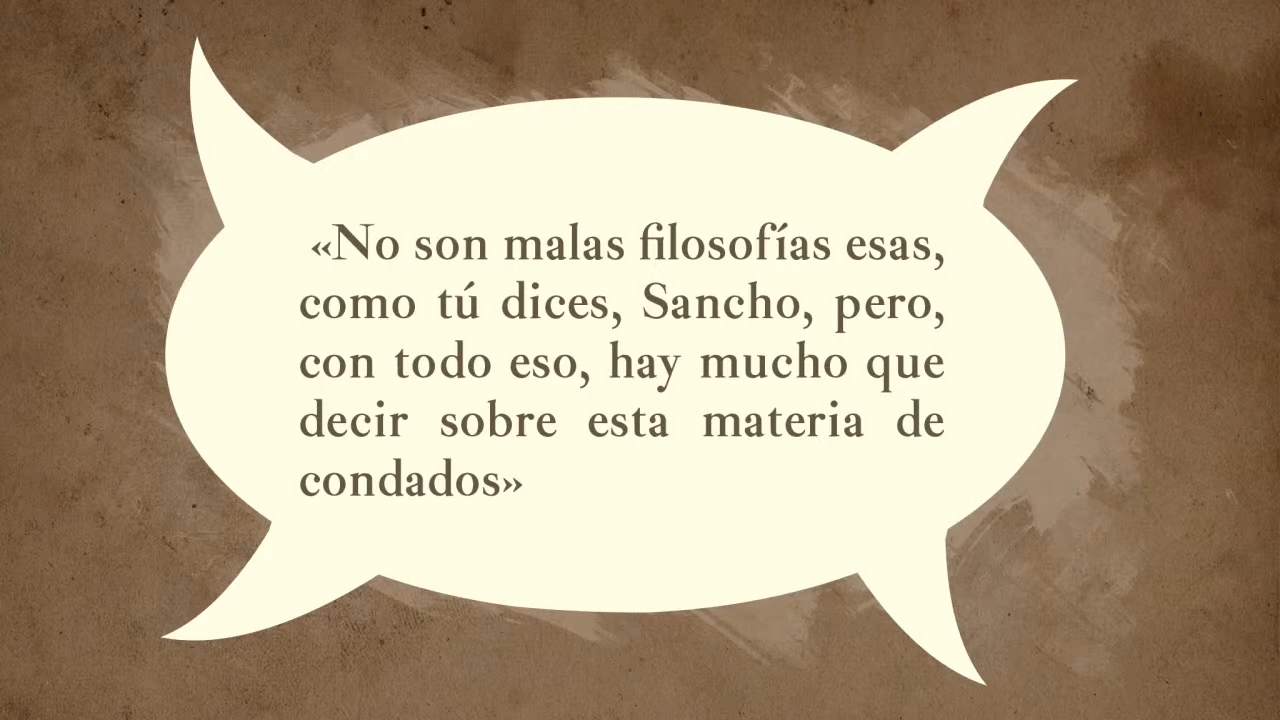 «No son malas filosofías esas,
como tú dices, Sancho, pero,
con todo eso, hay mucho que
decir sobre esta materia de
condados»